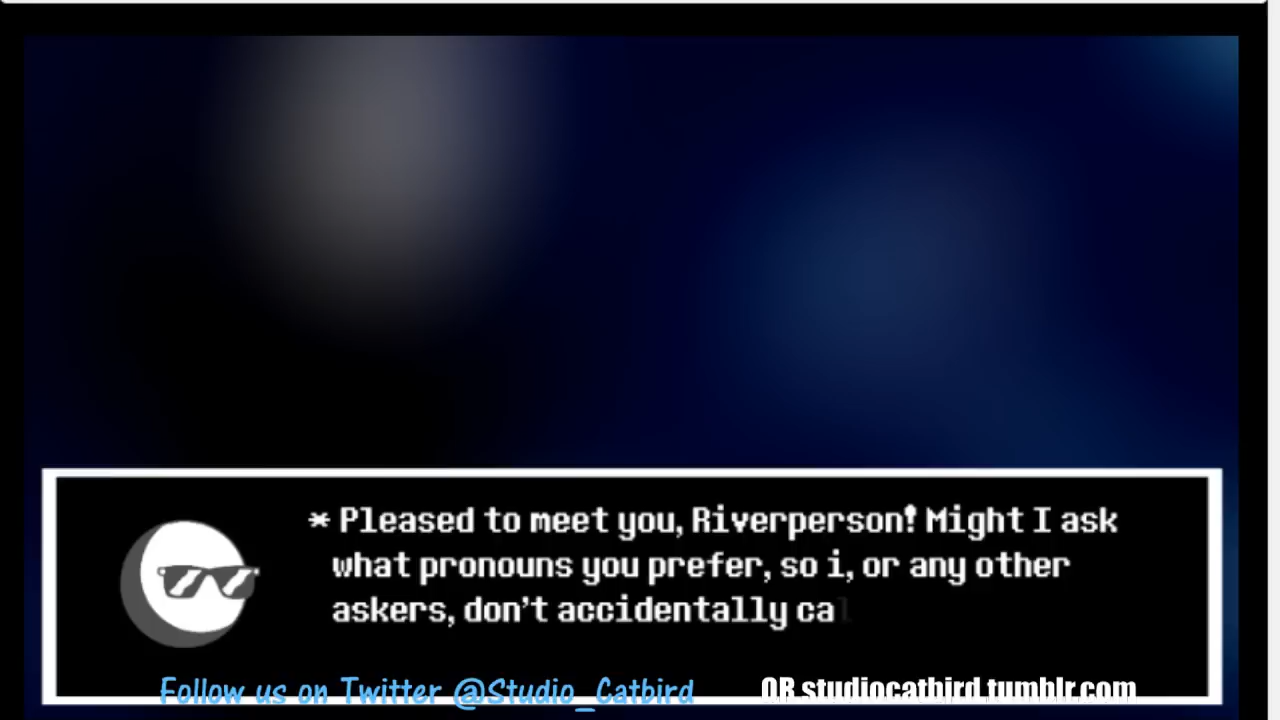 * Pleased to meet you, Riverperson! Might I ask
what pronouns you prefer, so i, or any other
askers, don't accidentally cal
Follow us on Twitter @Studio_Catbird
OR studiocatbird.tumblr.com